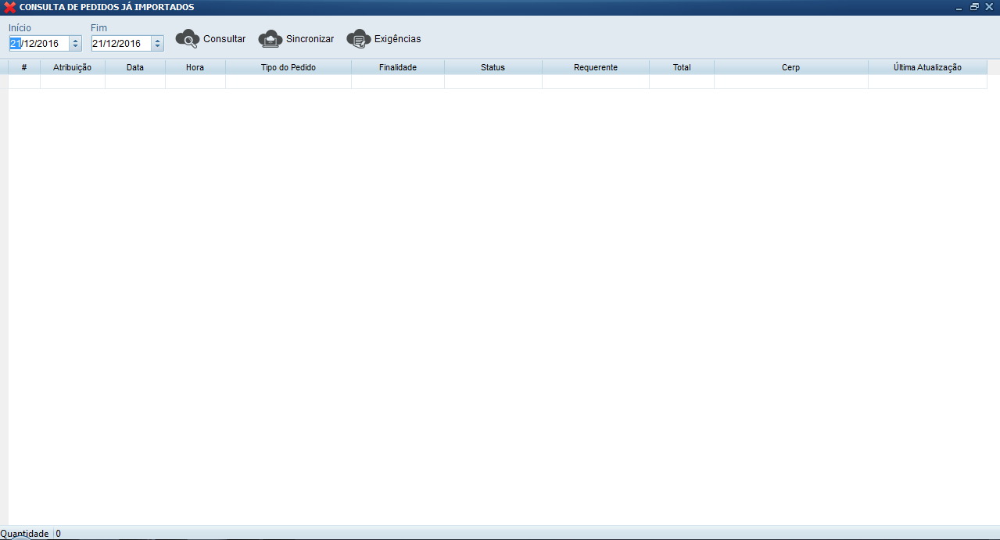 CONSULTA DE PEDIDOS JÁ IMPORTADOS
Início Fim
21/12/2016 21/12/2016 Consultar Sincronizar Exigências
# Atribuição Data Hora Tipo do Pedido Finalidade Status Requerente Total Cerp Última Atualização
Quantidade 0